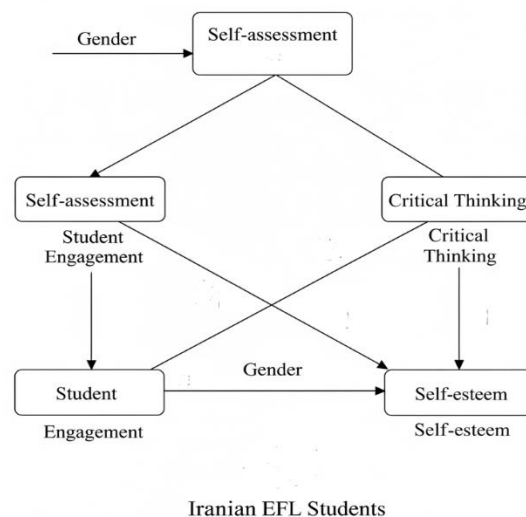 Gender
Self-assessment
Self-assessment
Critical Thinking
Student
Engagement
Critical
Thinking
Gender
Student
Self-esteem
Engagement
Self-esteem
Iranian EFL Students